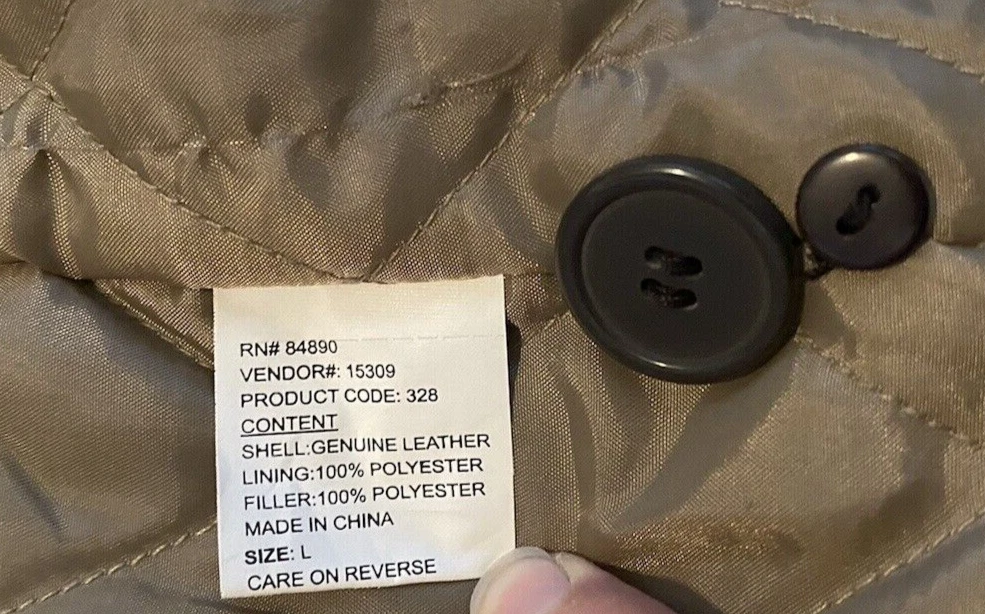 RN# 84890
VENDOR#: 15309
PRODUCT CODE: 328
CONTENT
SHELL:GENUINE LEATHER
LINING:100% POLYESTER
FILLER:100% POLYESTER
MADE IN CHINA
SIZE: L
CARE ON REVERSE